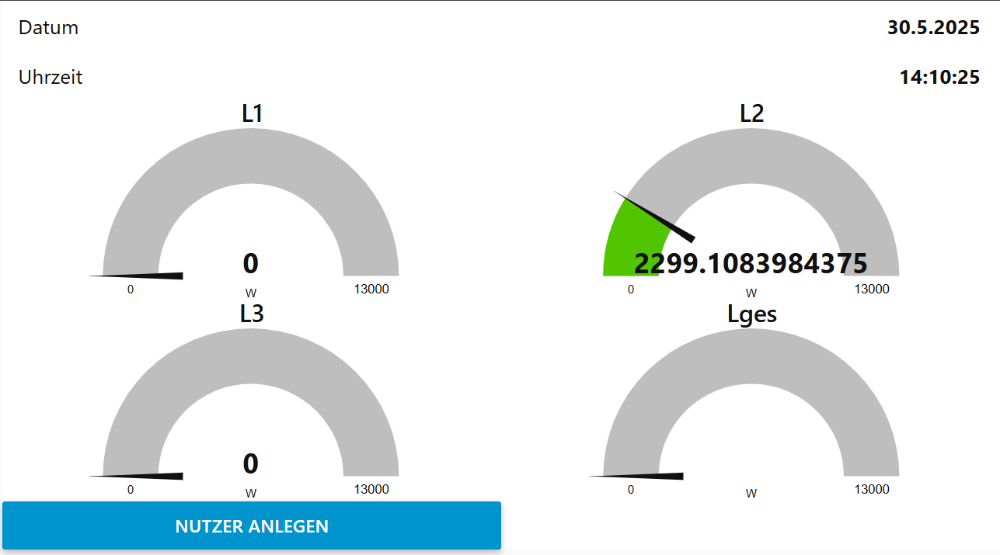 Datum 30.5.2025
Uhrzeit 14:10:25
L1 L2
0 2299.1083984375
0 W 13000 0 W 13000
L3 Lges
0
0 W 13000 0 W 13000
NUTZER ANLEGEN